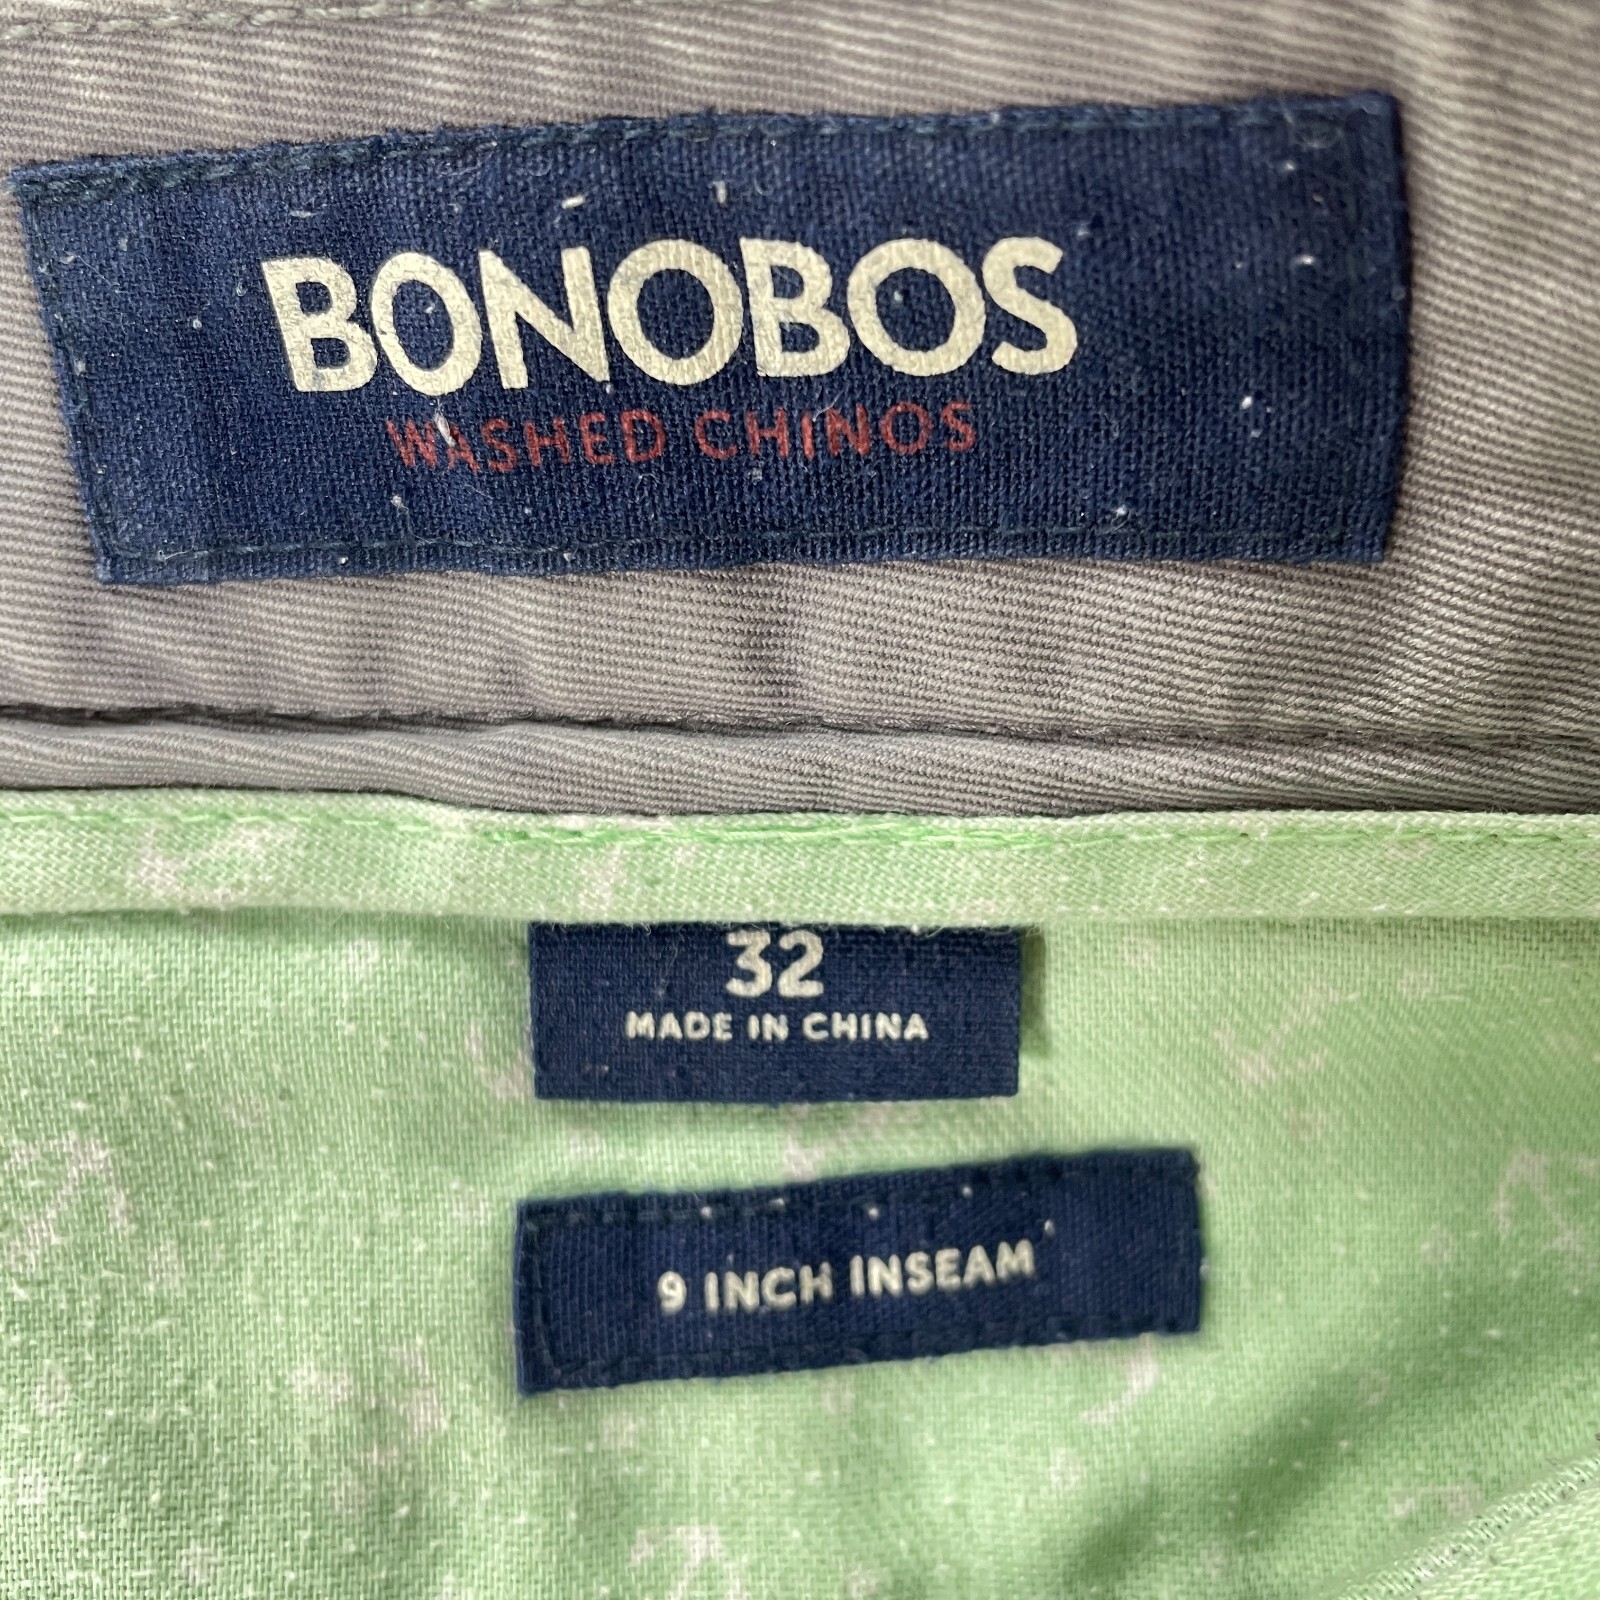 BONOBOS
WASHED CHINOS
32
MADE IN CHINA
9 INCH INSEAM